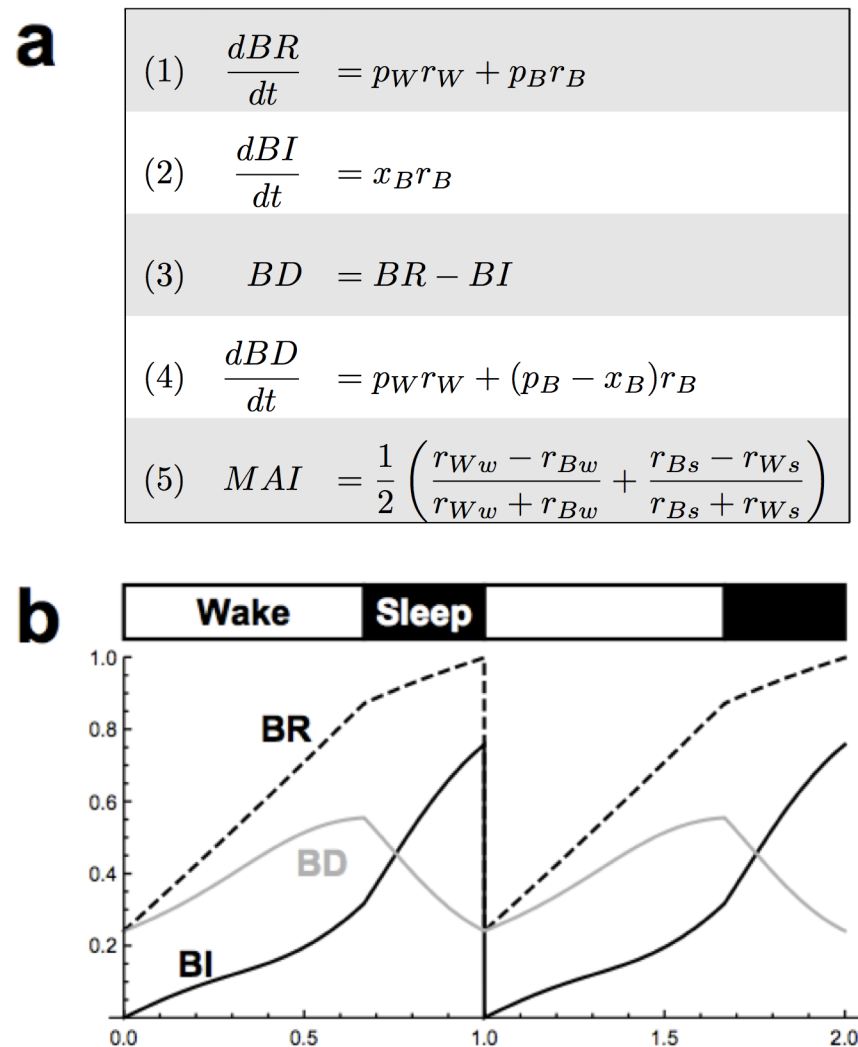 a
(1) dBR/dt = p_W r_W + p_B r_B
(2) dBI/dt = x_B r_B
(3) BD = BR − BI
(4) dBD/dt = p_W r_W + (p_B − x_B)r_B
(5) MAI = 1/2 ( (r_Ww − r_Bw)/(r_Ww + r_Bw) + (r_Bs − r_Ws)/(r_Bs + r_Ws) )
b
Wake Sleep
1.0
0.8
BR
0.6
BD
0.4
0.2
BI
0.0 0.5 1.0 1.5 2.0